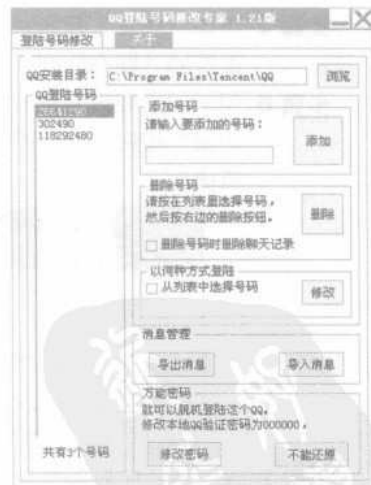 QQ登陆号码修改专家 1.21版
登陆号码修改
关于
QQ安装目录: C:\Program Files\Tencent\QQ
浏览
QQ登陆号码
302490
118292480
共有3个号码
添加号码
请输入要添加的号码:
添加
删除号码
请按在列表里选择号码,
然后按右边的删除按钮。
删除
删除号码时删除聊天记录
以何种方式登陆
从列表中选择号码
修改
消息管理
导出消息
导入消息
万能密码
就可以脱机登陆这个QQ。
修改本地QQ验证密码为000000,
修改密码
不能还原